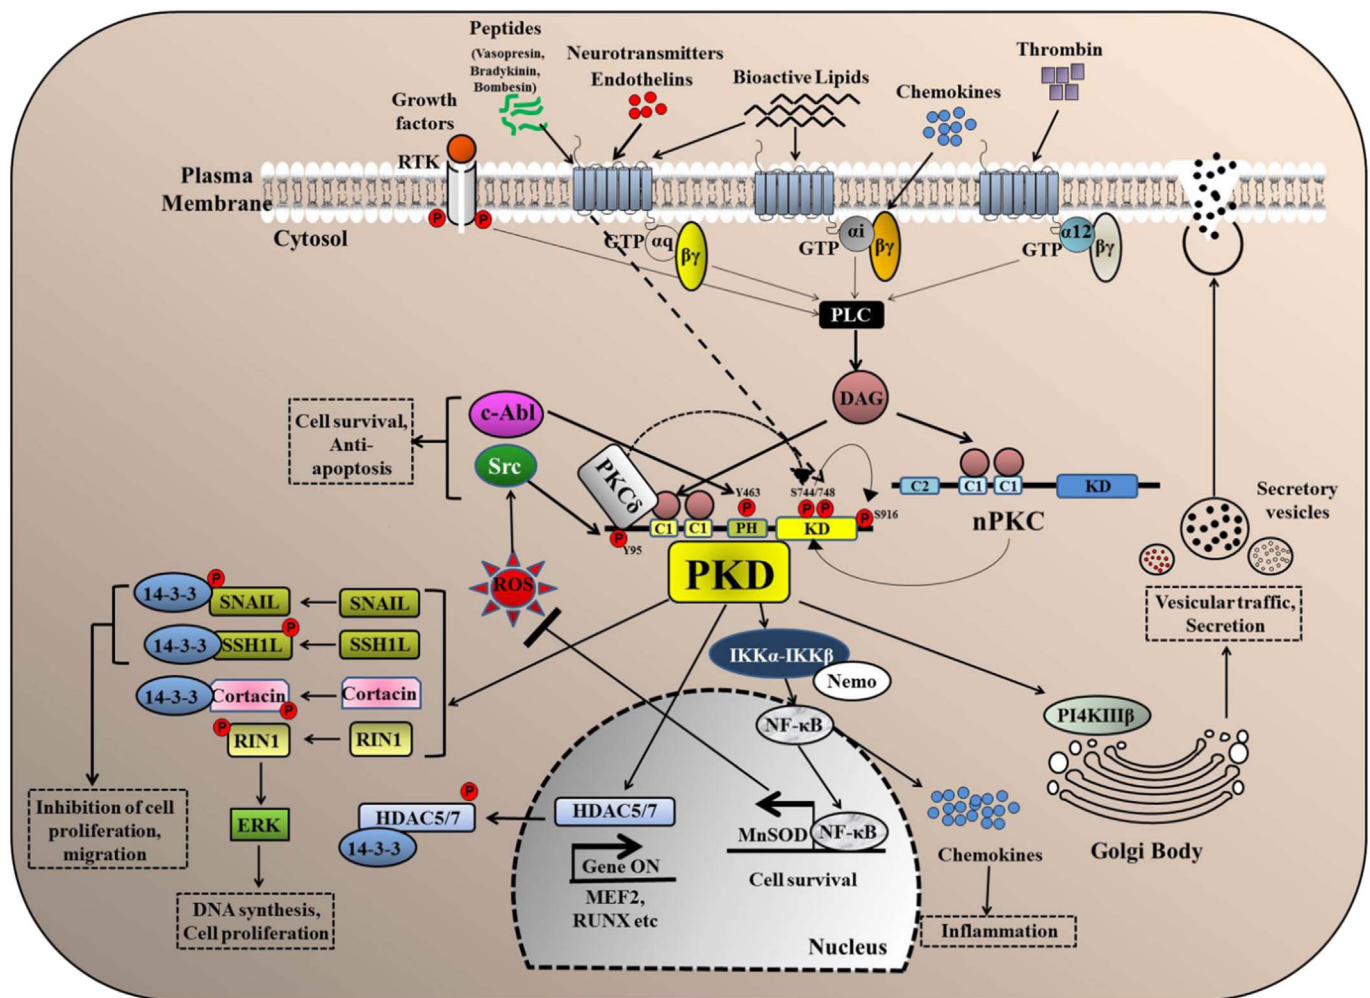 Peptides
(Vasopresin,
Bradykinin,
Bombesin)
Neurotransmitters
Endothelins
Bioactive Lipids
Thrombin
Chemokines
Growth
factors
RTK
Plasma
Membrane
Cytosol
P
P
GTP
αq
βγ
GTP
αi
βγ
GTP
α12
βγ
PLC
DAG
c-Abl
Src
Cell survival,
Anti-
apoptosis
PKCδ
Y463
P
S744/748
P P
P
S916
C1
C1
PH
KD
P
Y95
C2
C1
C1
KD
nPKC
Secretory
vesicles
PKD
ROS
Vesicular traffic,
Secretion
14-3-3
P
SNAIL
SNAIL
14-3-3
P
SSH1L
SSH1L
14-3-3
Cortacin
P
Cortacin
P
RIN1
RIN1
IKKα-IKKβ
Nemo
NF-κB
PI4KIIIβ
Golgi Body
Inhibition of cell
proliferation,
migration
ERK
DNA synthesis,
Cell proliferation
P
HDAC5/7
14-3-3
HDAC5/7
Gene ON
MEF2,
RUNX etc
MnSOD
NF-κB
Cell survival
Nucleus
Chemokines
Inflammation